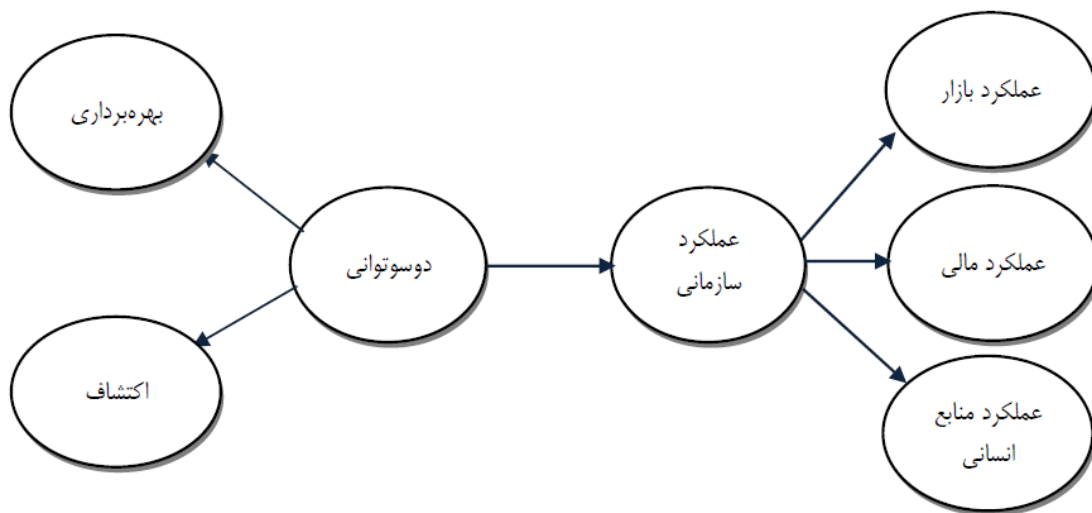 عملکرد بازار
بهره‌برداری
عملکرد
سازمانی
دوسوتوانی
عملکرد مالی
اکتشاف
عملکرد منابع
انسانی